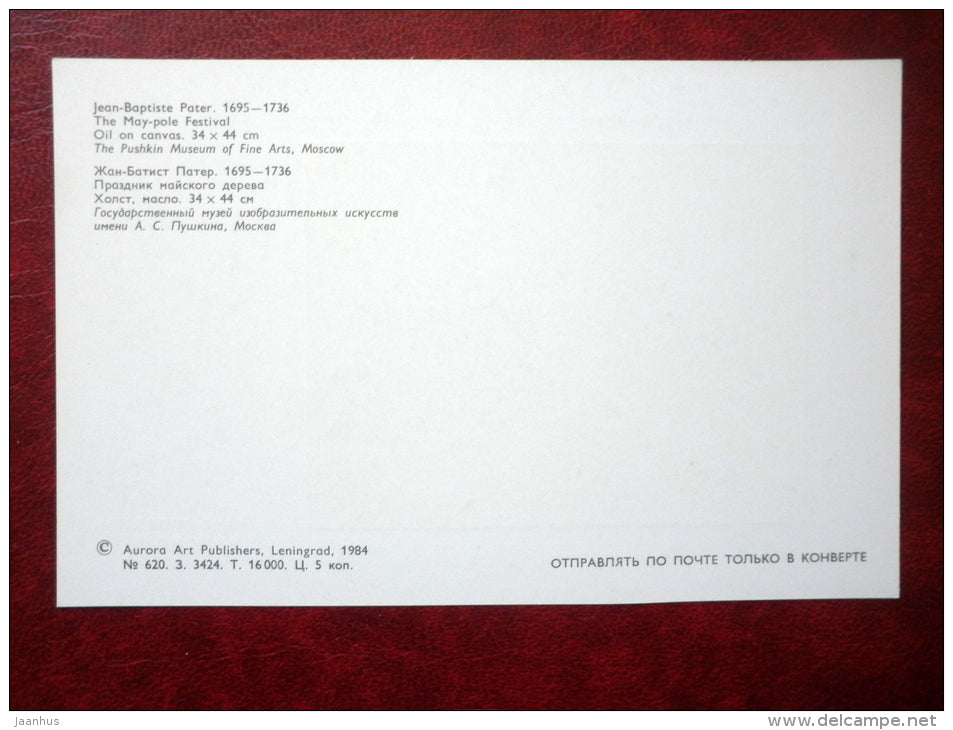 Jean-Baptiste Pater. 1695—1736
The May-pole Festival
Oil on canvas. 34 × 44 cm
The Pushkin Museum of Fine Arts, Moscow
Жан-Батист Патер. 1695—1736
Праздник майского дерева
Холст, масло. 34 × 44 см
Государственный музей изобразительных искусств
имени А. С. Пушкина, Москва
© Aurora Art Publishers, Leningrad, 1984
№ 620. З. 3424. Т. 16 000. Ц. 5 коп.
ОТПРАВЛЯТЬ ПО ПОЧТЕ ТОЛЬКО В КОНВЕРТЕ
jaanhus
www.delcampe.net